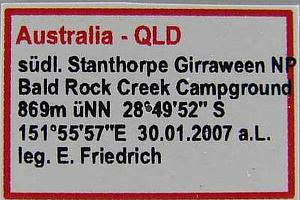 Australia - QLD
südl. Stanthorpe Girraween NP
Bald Rock Creek Campground
869m üNN 28°49'52" S
151°55'57"E 30.01.2007 a.L.
leg. E. Friedrich